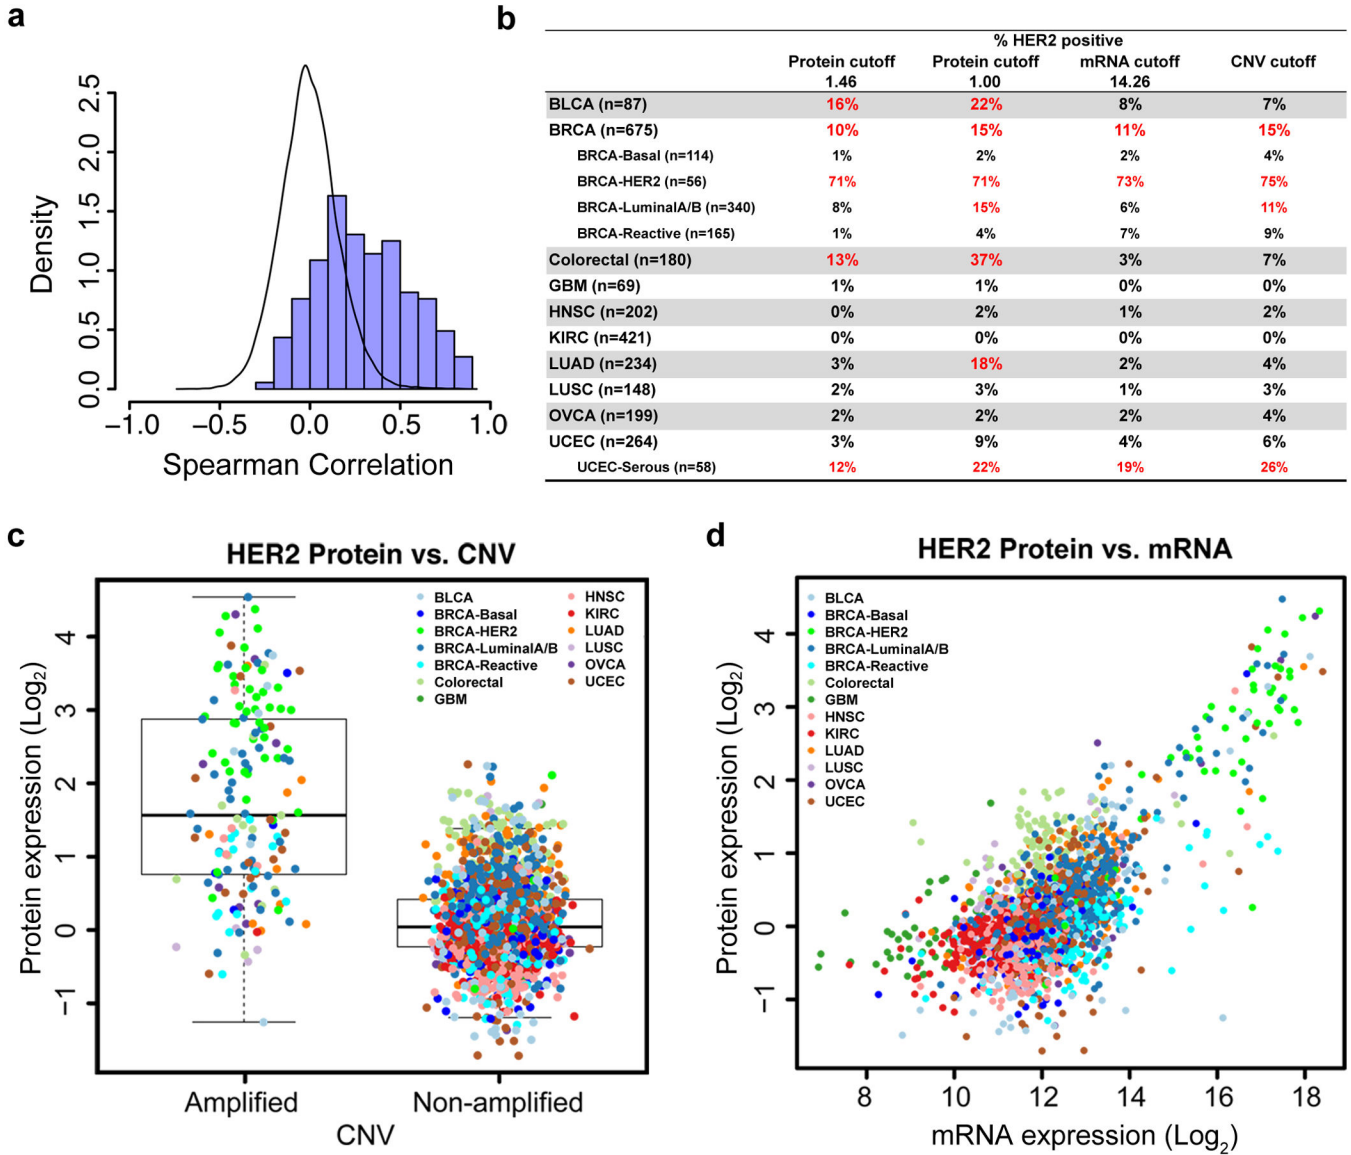 a
Density
0.0 0.5 1.0 1.5 2.0 2.5
−1.0 −0.5 0.0 0.5 1.0
Spearman Correlation
b
% HER2 positive
Protein cutoff Protein cutoff mRNA cutoff CNV cutoff
1.46 1.00 14.26
BLCA (n=87) 16% 22% 8% 7%
BRCA (n=675) 10% 15% 11% 15%
BRCA-Basal (n=114) 1% 2% 2% 4%
BRCA-HER2 (n=56) 71% 71% 73% 75%
BRCA-LuminalA/B (n=340) 8% 15% 6% 11%
BRCA-Reactive (n=165) 1% 4% 7% 9%
Colorectal (n=180) 13% 37% 3% 7%
GBM (n=69) 1% 1% 0% 0%
HNSC (n=202) 0% 2% 1% 2%
KIRC (n=421) 0% 0% 0% 0%
LUAD (n=234) 3% 18% 2% 4%
LUSC (n=148) 2% 3% 1% 3%
OVCA (n=199) 2% 2% 2% 4%
UCEC (n=264) 3% 9% 4% 6%
UCEC-Serous (n=58) 12% 22% 19% 26%
c
HER2 Protein vs. CNV
Protein expression (Log2)
4
3
2
1
0
−1
BLCA HNSC
BRCA-Basal KIRC
BRCA-HER2 LUAD
BRCA-LuminalA/B LUSC
BRCA-Reactive OVCA
Colorectal UCEC
GBM
Amplified Non-amplified
CNV
d
HER2 Protein vs. mRNA
Protein expression (Log2)
4
3
2
1
0
−1
BLCA
BRCA-Basal
BRCA-HER2
BRCA-LuminalA/B
BRCA-Reactive
Colorectal
GBM
HNSC
KIRC
LUAD
LUSC
OVCA
UCEC
8 10 12 14 16 18
mRNA expression (Log2)